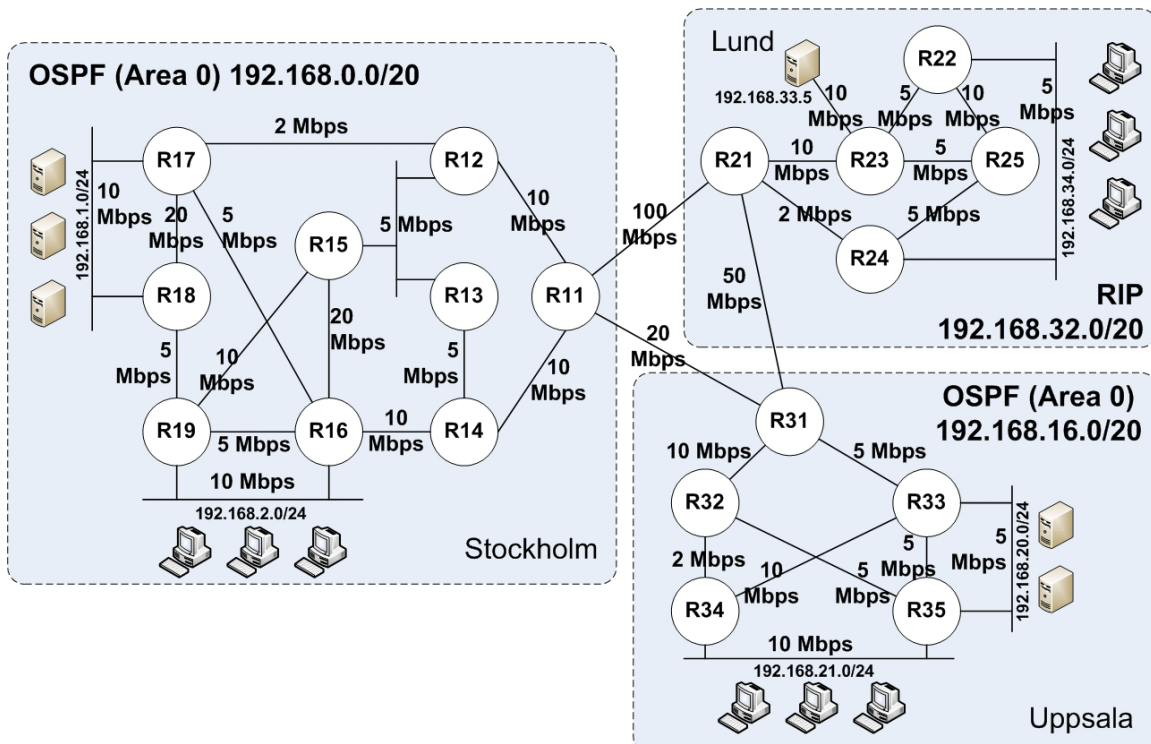 OSPF (Area 0) 192.168.0.0/20
2 Mbps
R17
R12
10
Mbps
192.168.1.0/24
20
Mbps
5
Mbps
5
Mbps
10
Mbps
R15
R18
R13
R11
5
Mbps
10
Mbps
20
Mbps
5
Mbps
10
Mbps
R19
5 Mbps
R16
10
Mbps
R14
10 Mbps
192.168.2.0/24
Stockholm
100
Mbps
50
Mbps
20
Mbps
Lund
192.168.33.5
10
Mbps
R22
5
Mbps
10
Mbps
5
Mbps
R21
10
Mbps
R23
5
Mbps
R25
2 Mbps
5
Mbps
R24
192.168.34.0/24
RIP
192.168.32.0/20
OSPF (Area 0)
192.168.16.0/20
R31
10 Mbps
5 Mbps
R32
R33
2 Mbps
10
Mbps
5
Mbps
5
Mbps
5
Mbps
192.168.20.0/24
R34
R35
10 Mbps
192.168.21.0/24
Uppsala